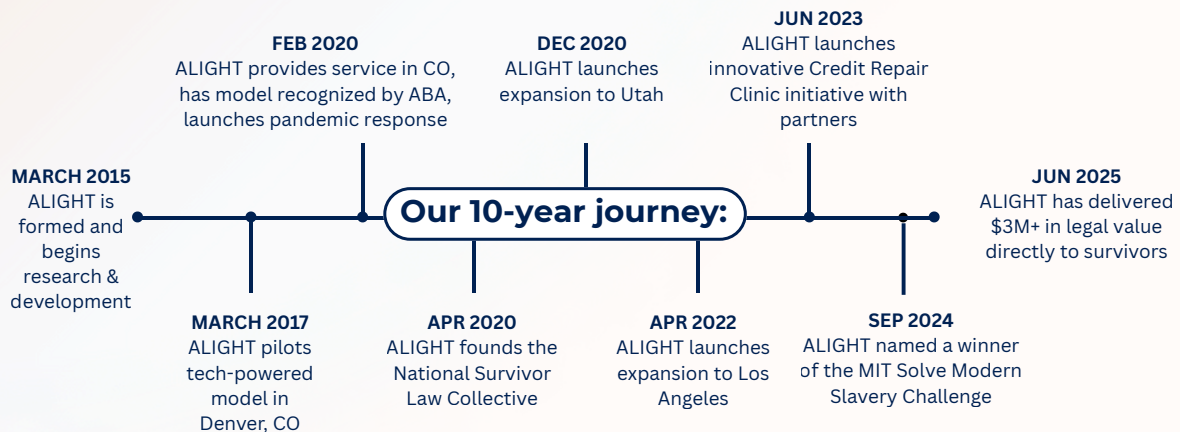 Our 10-year journey:
MARCH 2015
ALIGHT is
formed and
begins
research &
development
MARCH 2017
ALIGHT pilots
tech-powered
model in
Denver, CO
FEB 2020
ALIGHT provides service in CO,
has model recognized by ABA,
launches pandemic response
APR 2020
ALIGHT founds the
National Survivor
Law Collective
DEC 2020
ALIGHT launches
expansion to Utah
APR 2022
ALIGHT launches
expansion to Los
Angeles
JUN 2023
ALIGHT launches
innovative Credit Repair
Clinic initiative with
partners
SEP 2024
ALIGHT named a winner
of the MIT Solve Modern
Slavery Challenge
JUN 2025
ALIGHT has delivered
$3M+ in legal value
directly to survivors